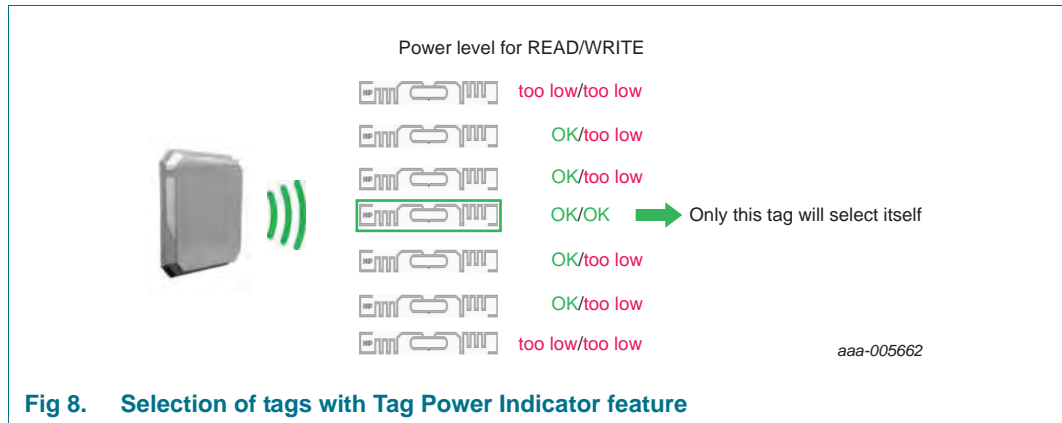 Power level for READ/WRITE
too low/too low
OK/too low
OK/too low
OK/OK Only this tag will select itself
OK/too low
OK/too low
too low/too low
aaa-005662
Fig 8. Selection of tags with Tag Power Indicator feature